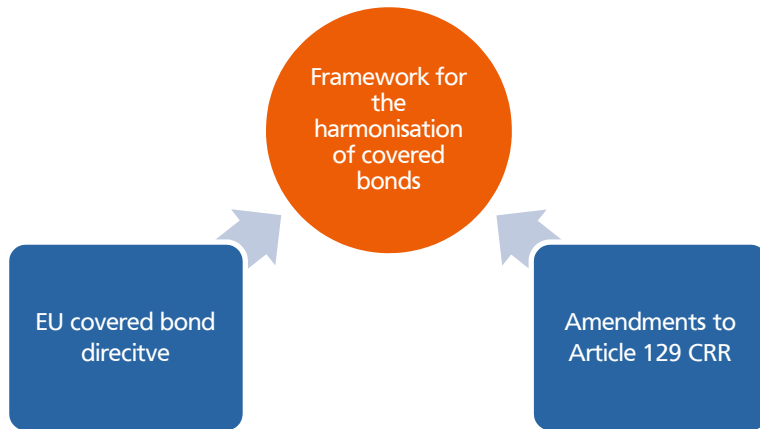 Framework for
the
harmonisation
of covered
bonds
EU covered bond
direcitve
Amendments to
Article 129 CRR